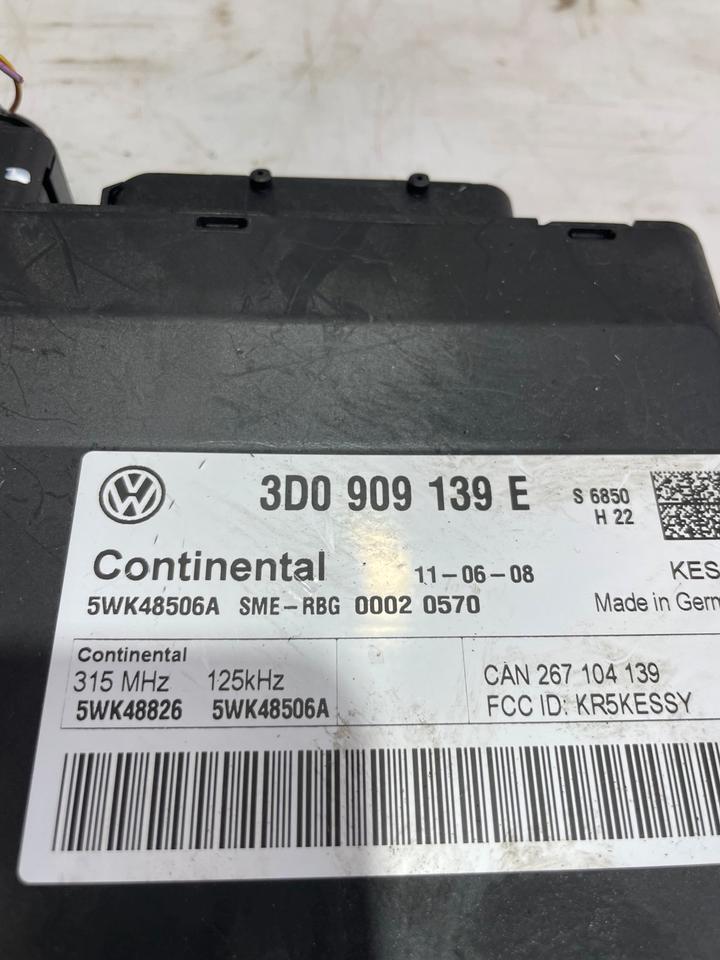 3D0 909 139 E S 6850
H 22
Continental 11-06-08 KES
5WK48506A SME-RBG 0002 0570 Made in Germ
Continental
315 MHz 125kHz CAN 267 104 139
5WK48826 5WK48506A FCC ID: KR5KESSY